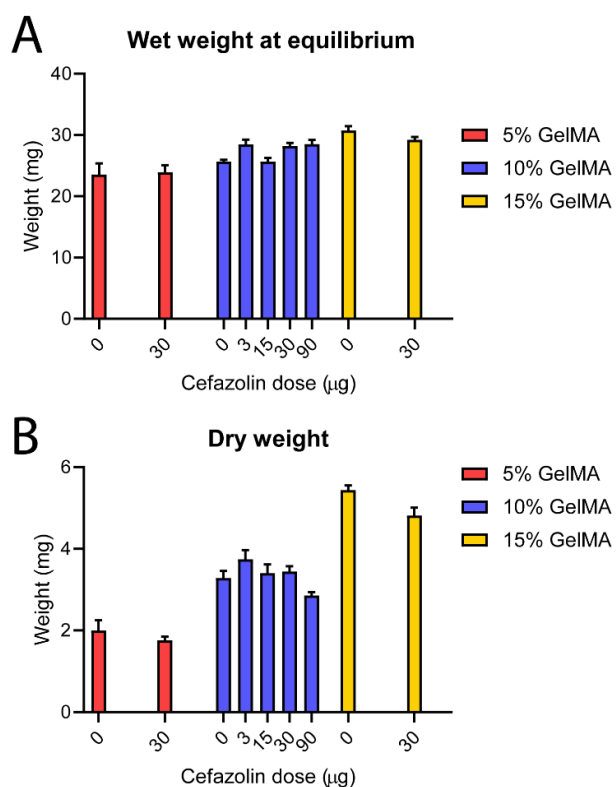 A
Wet weight at equilibrium
40
30
20
10
0
Weight (mg)
0
30
0
3
15
30
90
0
30
Cefazolin dose (μg)
5% GelMA
10% GelMA
15% GelMA
B
Dry weight
6
4
2
0
Weight (mg)
0
30
0
3
15
30
90
0
30
Cefazolin dose (μg)
5% GelMA
10% GelMA
15% GelMA